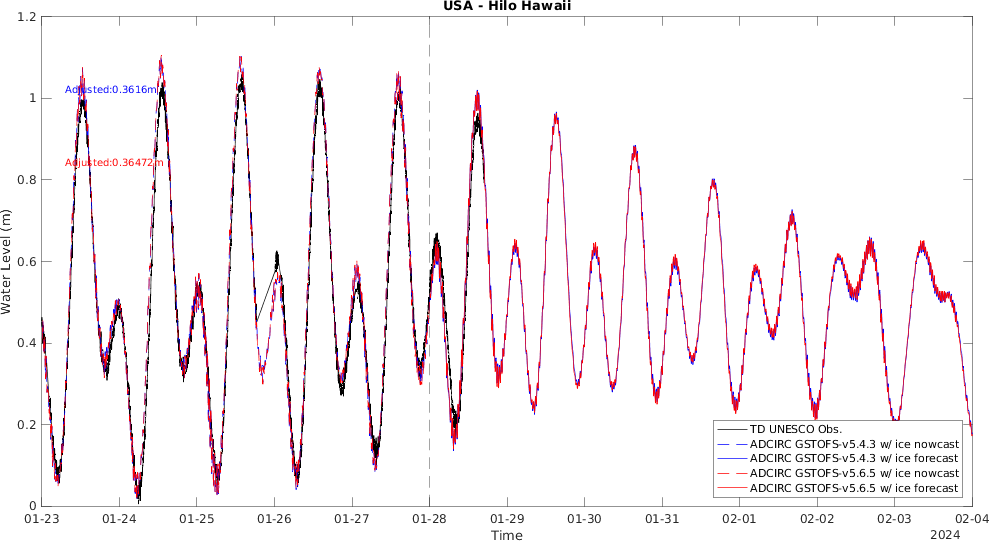 USA - Hilo Hawaii
1.2
1
0.8
0.6
0.4
0.2
0
Water Level (m)
Adjusted:0.3616m
Adjusted:0.36472m
TD UNESCO Obs.
ADCIRC GSTOFS-v5.4.3 w/ ice nowcast
ADCIRC GSTOFS-v5.4.3 w/ ice forecast
ADCIRC GSTOFS-v5.6.5 w/ ice nowcast
ADCIRC GSTOFS-v5.6.5 w/ ice forecast
01-23 01-24 01-25 01-26 01-27 01-28 01-29 01-30 01-31 02-01 02-02 02-03 02-04
Time
2024